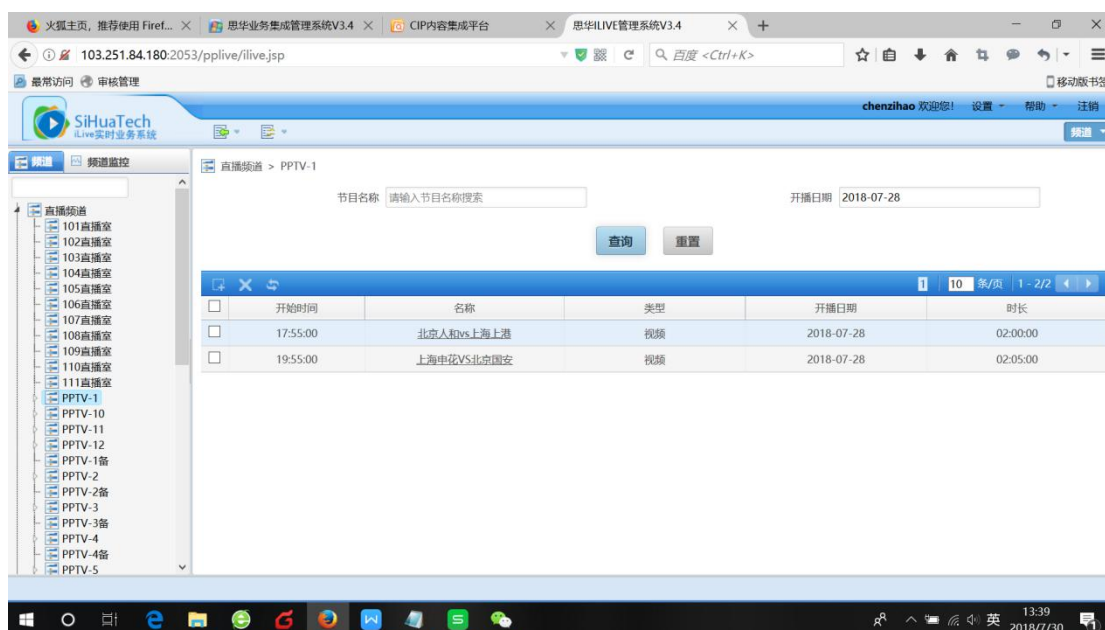 火狐主页，推荐使用 Firef...
思华业务集成管理系统V3.4
CIP内容集成平台
思华ILIVE管理系统V3.4
103.251.84.180:2053/pplive/ilive.jsp
百度 <Ctrl+K>
最常访问 审核管理
移动版书签
chenzihao 欢迎您! 设置 帮助 注销
SiHuaTech
iLive实时业务系统
频道
频道 频道监控
直播频道 > PPTV-1
节目名称 请输入节目名称搜索 开播日期 2018-07-28
查询 重置
1 10 条/页 1 - 2/2
开始时间 名称 类型 开播日期 时长
17:55:00 北京人和vs上海上港 视频 2018-07-28 02:00:00
19:55:00 上海申花VS北京国安 视频 2018-07-28 02:05:00
直播频道
101直播室
102直播室
103直播室
104直播室
105直播室
106直播室
107直播室
108直播室
109直播室
110直播室
111直播室
PPTV-1
PPTV-10
PPTV-11
PPTV-12
PPTV-1备
PPTV-2
PPTV-2备
PPTV-3
PPTV-3备
PPTV-4
PPTV-4备
PPTV-5
英
13:39
2018/7/30